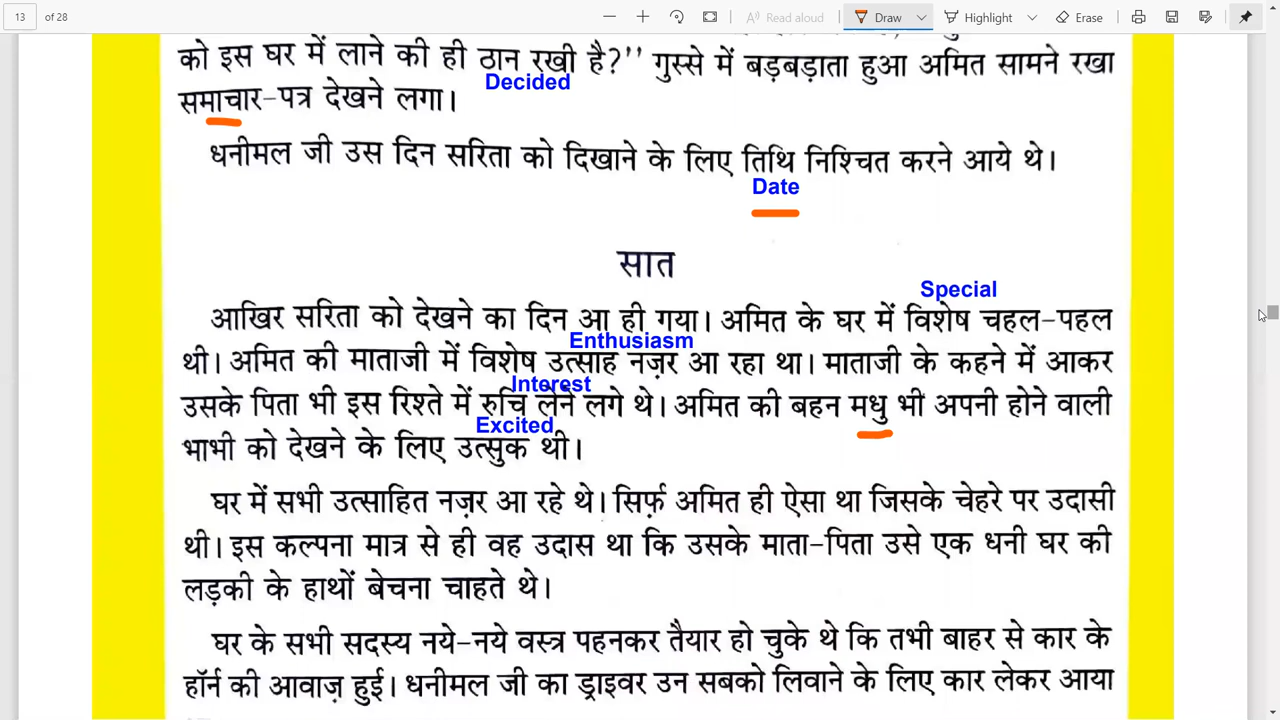 13 of 28
Read aloud Draw Highlight Erase
को इस घर में लाने की ही ठान रखी है?'' गुस्से में बड़बड़ाता हुआ अमित सामने रखा
Decided
समाचार-पत्र देखने लगा।
धनीमल जी उस दिन सरिता को दिखाने के लिए तिथि निश्चित करने आये थे।
Date
सात
Special
आखिर सरिता को देखने का दिन आ ही गया। अमित के घर में विशेष चहल-पहल
Enthusiasm
थी। अमित की माताजी में विशेष उत्साह नज़र आ रहा था। माताजी के कहने में आकर
Interest
उसके पिता भी इस रिश्ते में रुचि लेने लगे थे। अमित की बहन मधु भी अपनी होने वाली
Excited
भाभी को देखने के लिए उत्सुक थी।
घर में सभी उत्साहित नज़र आ रहे थे। सिर्फ़ अमित ही ऐसा था जिसके चेहरे पर उदासी
थी। इस कल्पना मात्र से ही वह उदास था कि उसके माता-पिता उसे एक धनी घर की
लड़की के हाथों बेचना चाहते थे।
घर के सभी सदस्य नये-नये वस्त्र पहनकर तैयार हो चुके थे कि तभी बाहर से कार के
हॉर्न की आवाज़ हुई। धनीमल जी का ड्राइवर उन सबको लिवाने के लिए कार लेकर आया